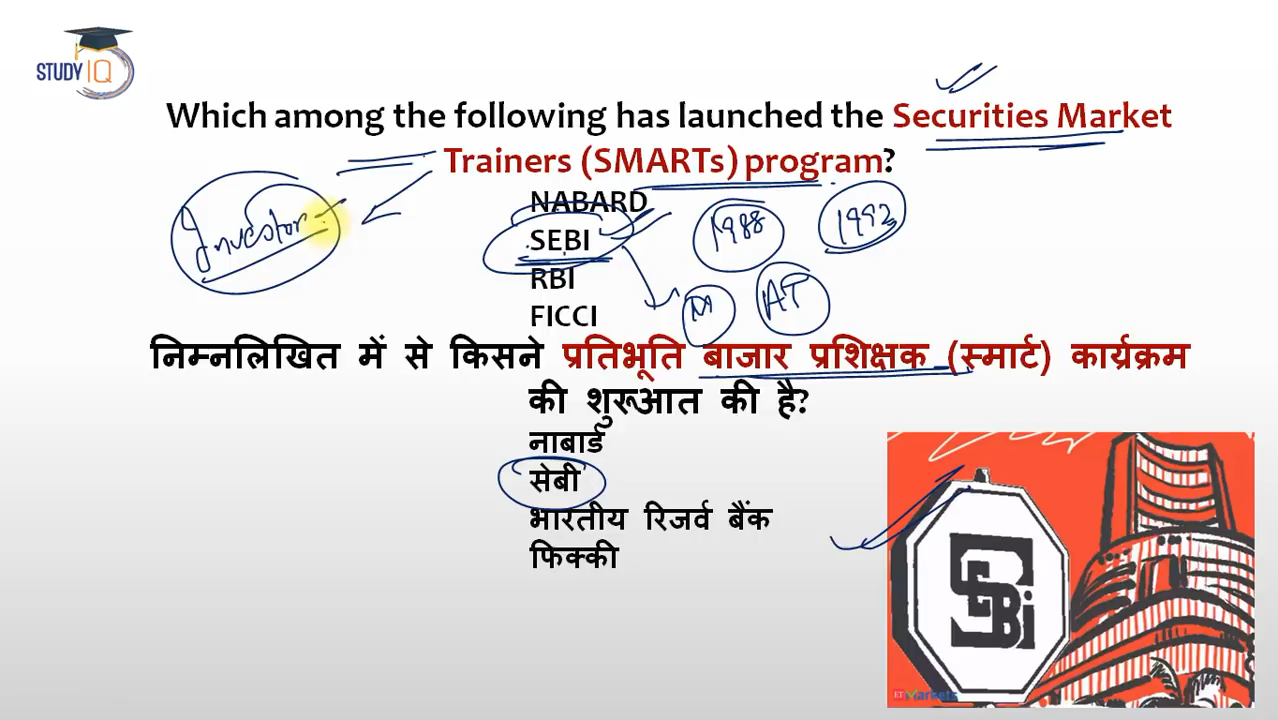 STUDY IQ
Which among the following has launched the Securities Market
Trainers (SMARTs) program?
NABARD
Investor
SEBI
1988
1992
RBI
M
AT
FICCI
निम्नलिखित में से किसने प्रतिभूति बाजार प्रशिक्षक (स्मार्ट) कार्यक्रम
की शुरूआत की है?
नाबार्ड
सेबी
भारतीय रिजर्व बैंक
फिक्की
SEBi
ET Markets